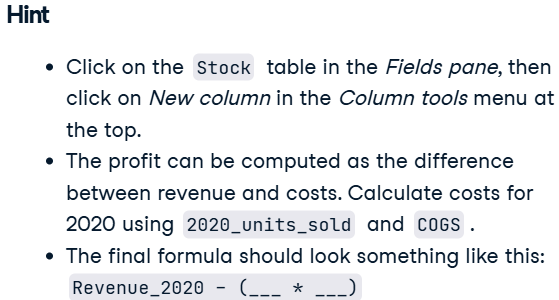 Hint
• Click on the Stock table in the Fields pane, then
click on New column in the Column tools menu at
the top.
• The profit can be computed as the difference
between revenue and costs. Calculate costs for
2020 using 2020_units_sold and COGS .
• The final formula should look something like this:
Revenue_2020 - (___ * ___)